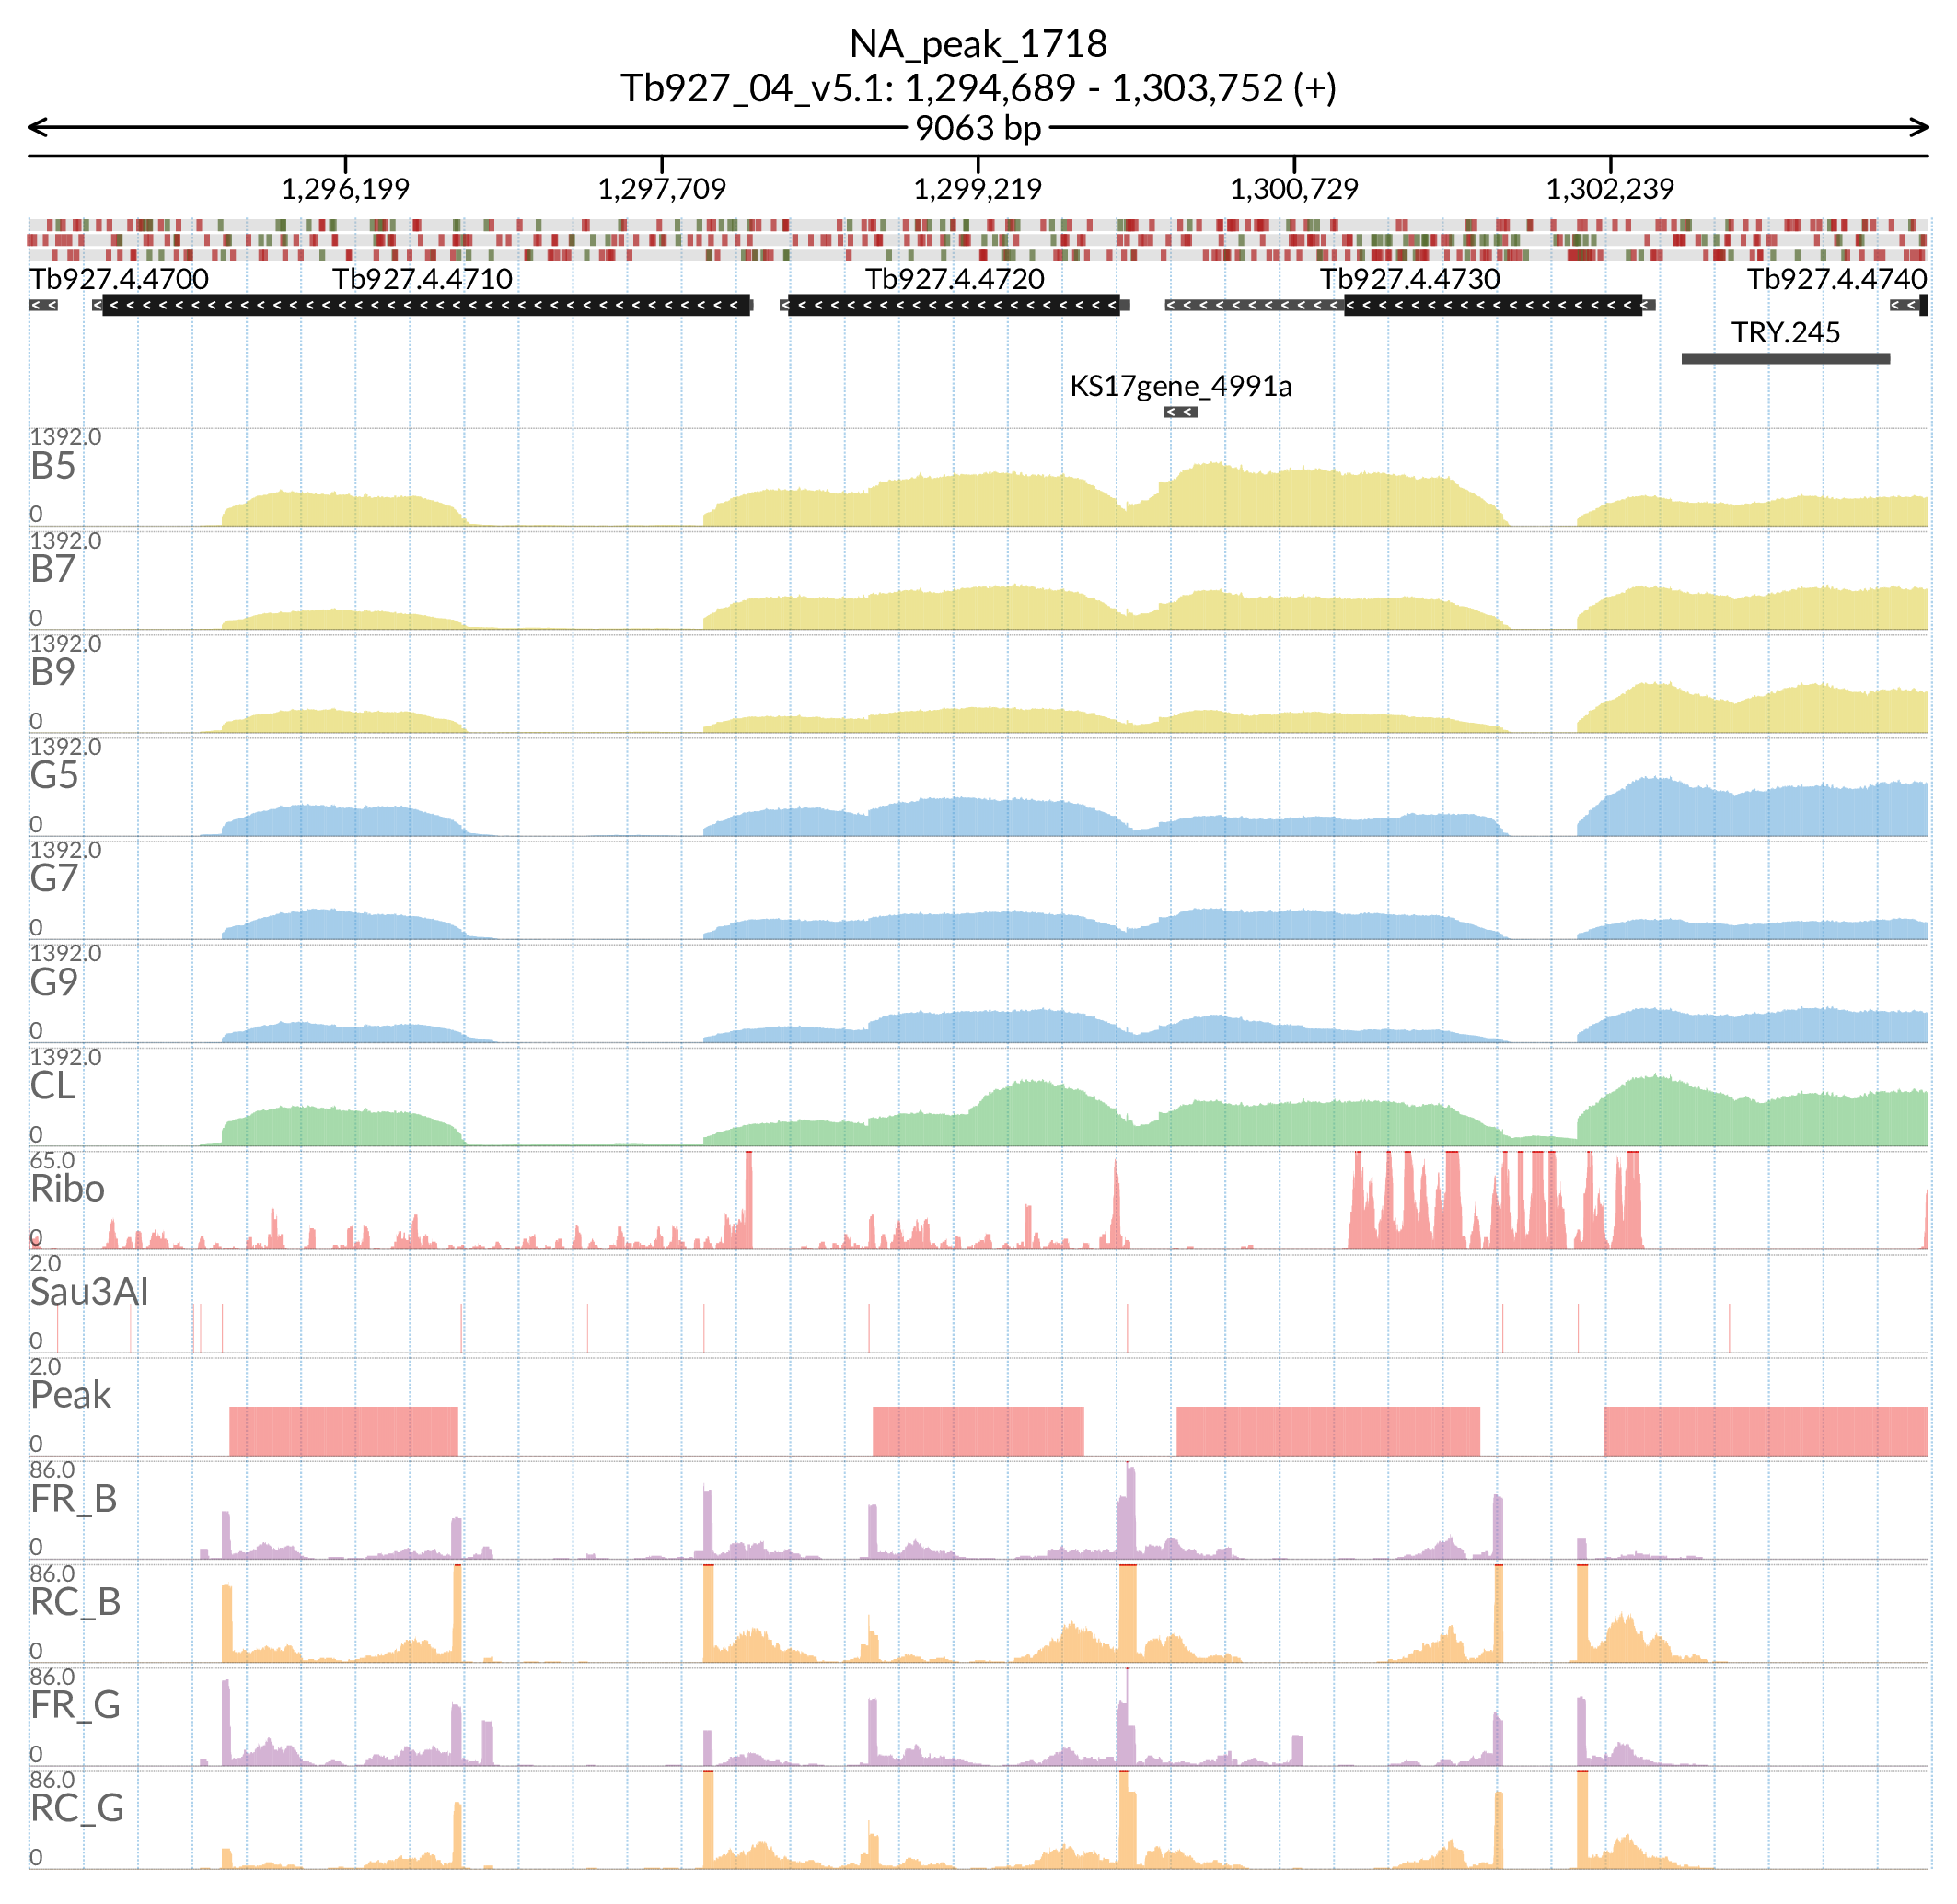 NA_peak_1718
Tb927_04_v5.1: 1,294,689 - 1,303,752 (+)
9063 bp
1,296,199 1,297,709 1,299,219 1,300,729 1,302,239
Tb927.4.4700 Tb927.4.4710 Tb927.4.4720 Tb927.4.4730 Tb927.4.4740
TRY.245
KS17gene_4991a
1392.0
B5
0
1392.0
B7
0
1392.0
B9
0
1392.0
G5
0
1392.0
G7
0
1392.0
G9
0
1392.0
CL
0
65.0
Ribo
0
2.0
Sau3AI
0
2.0
Peak
0
86.0
FR_B
0
86.0
RC_B
0
86.0
FR_G
0
86.0
RC_G
0